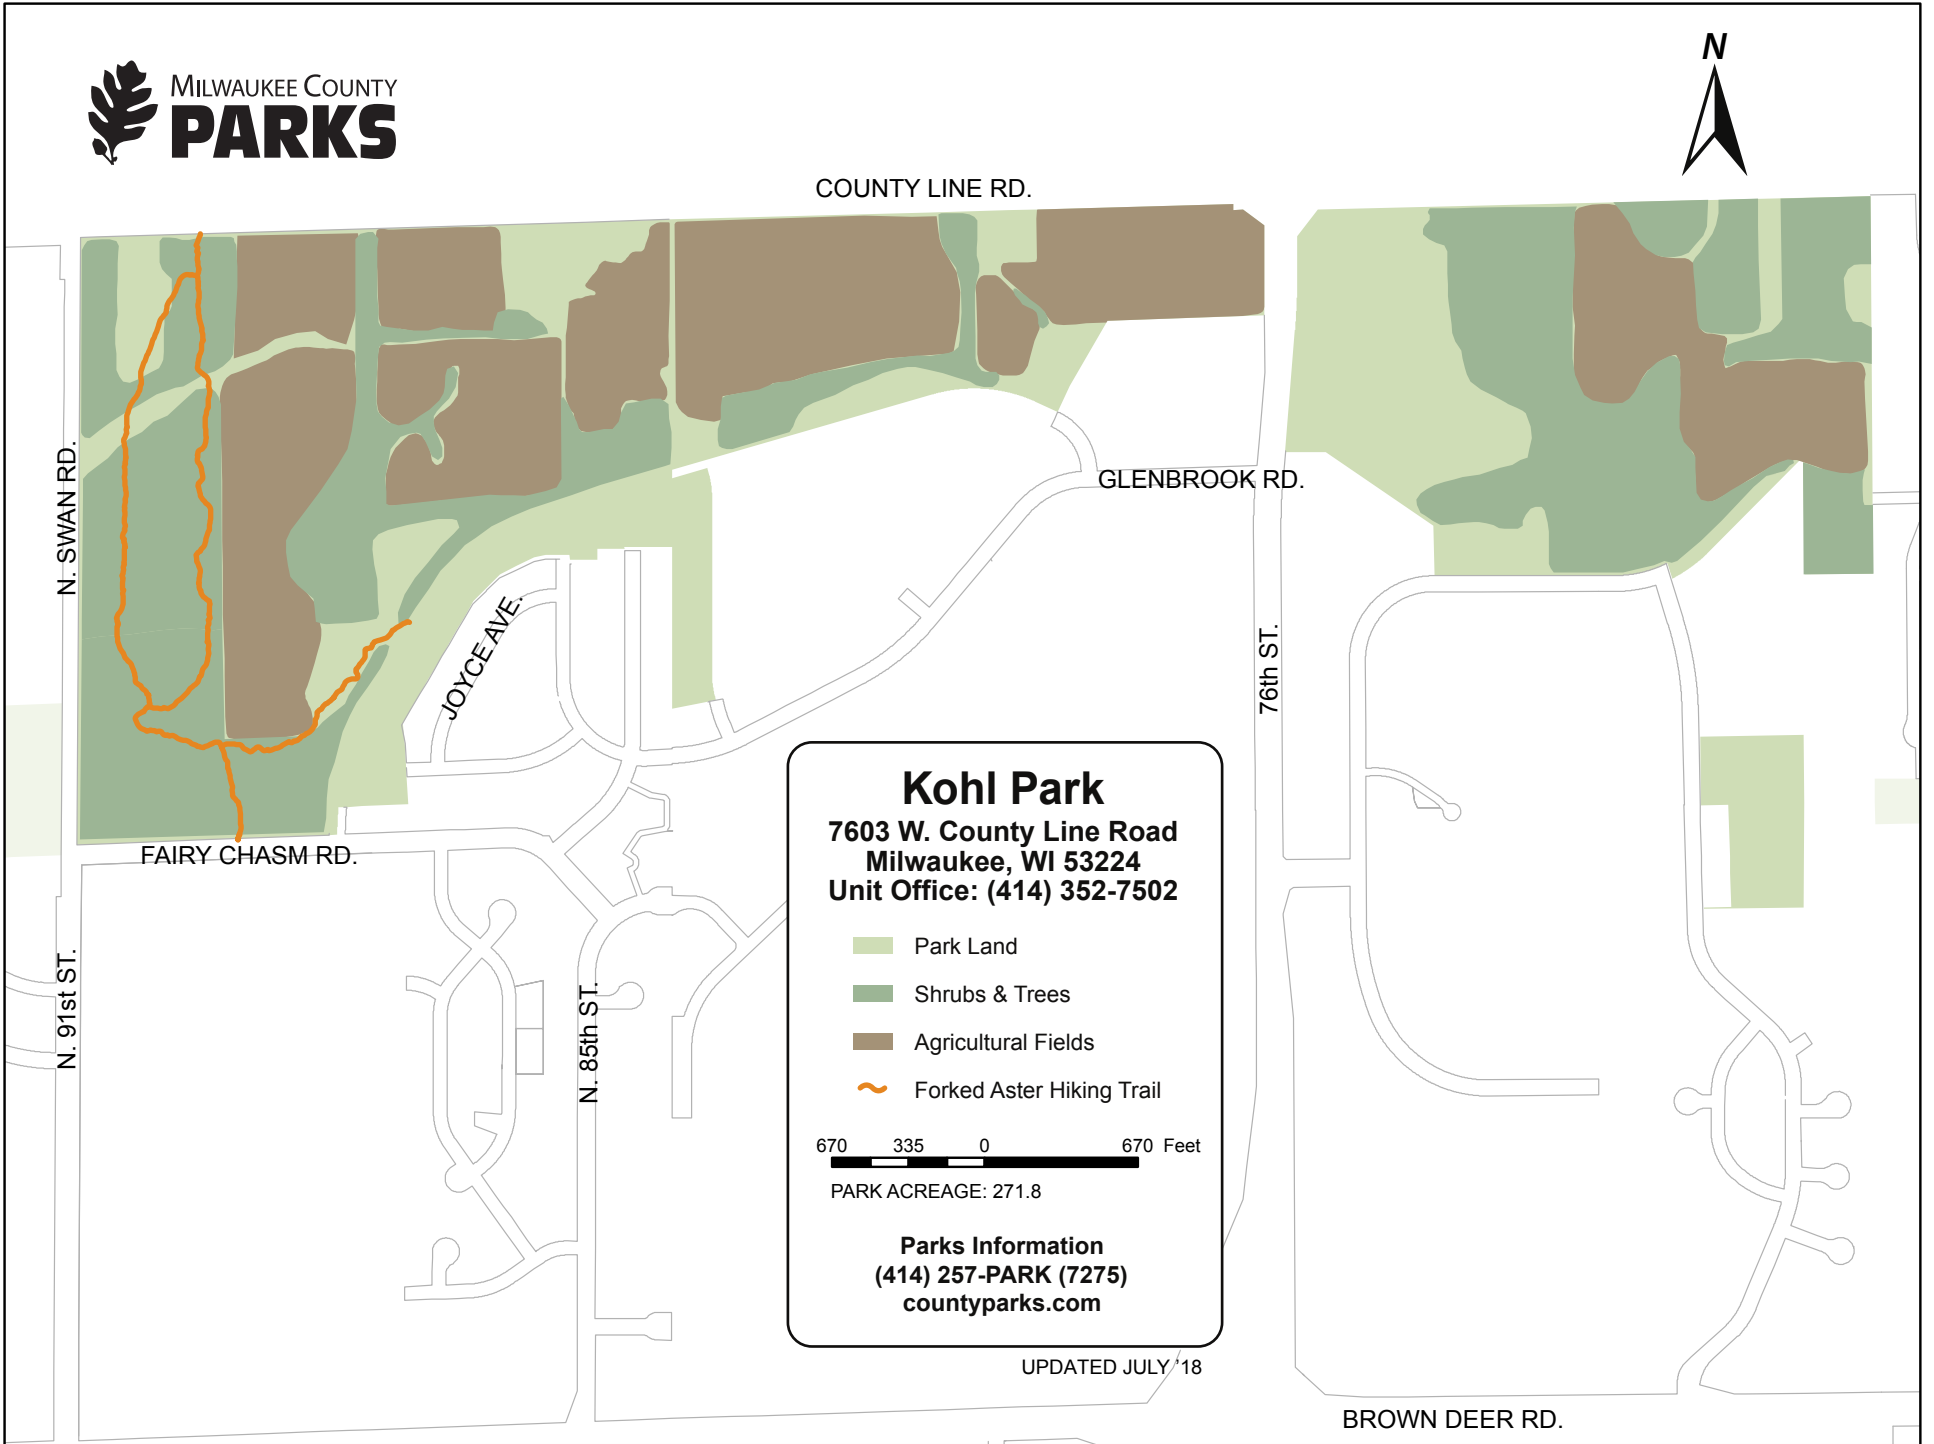 MILWAUKEE COUNTY
PARKS
N
COUNTY LINE RD.
N. SWAN RD.
GLENBROOK RD.
JOYCE AVE.
76th ST.
FAIRY CHASM RD.
N. 91st ST.
N. 85th ST.
Kohl Park
7603 W. County Line Road
Milwaukee, WI 53224
Unit Office: (414) 352-7502
Park Land
Shrubs & Trees
Agricultural Fields
Forked Aster Hiking Trail
670 335 0 670 Feet
PARK ACREAGE: 271.8
Parks Information
(414) 257-PARK (7275)
countyparks.com
UPDATED JULY '18
BROWN DEER RD.